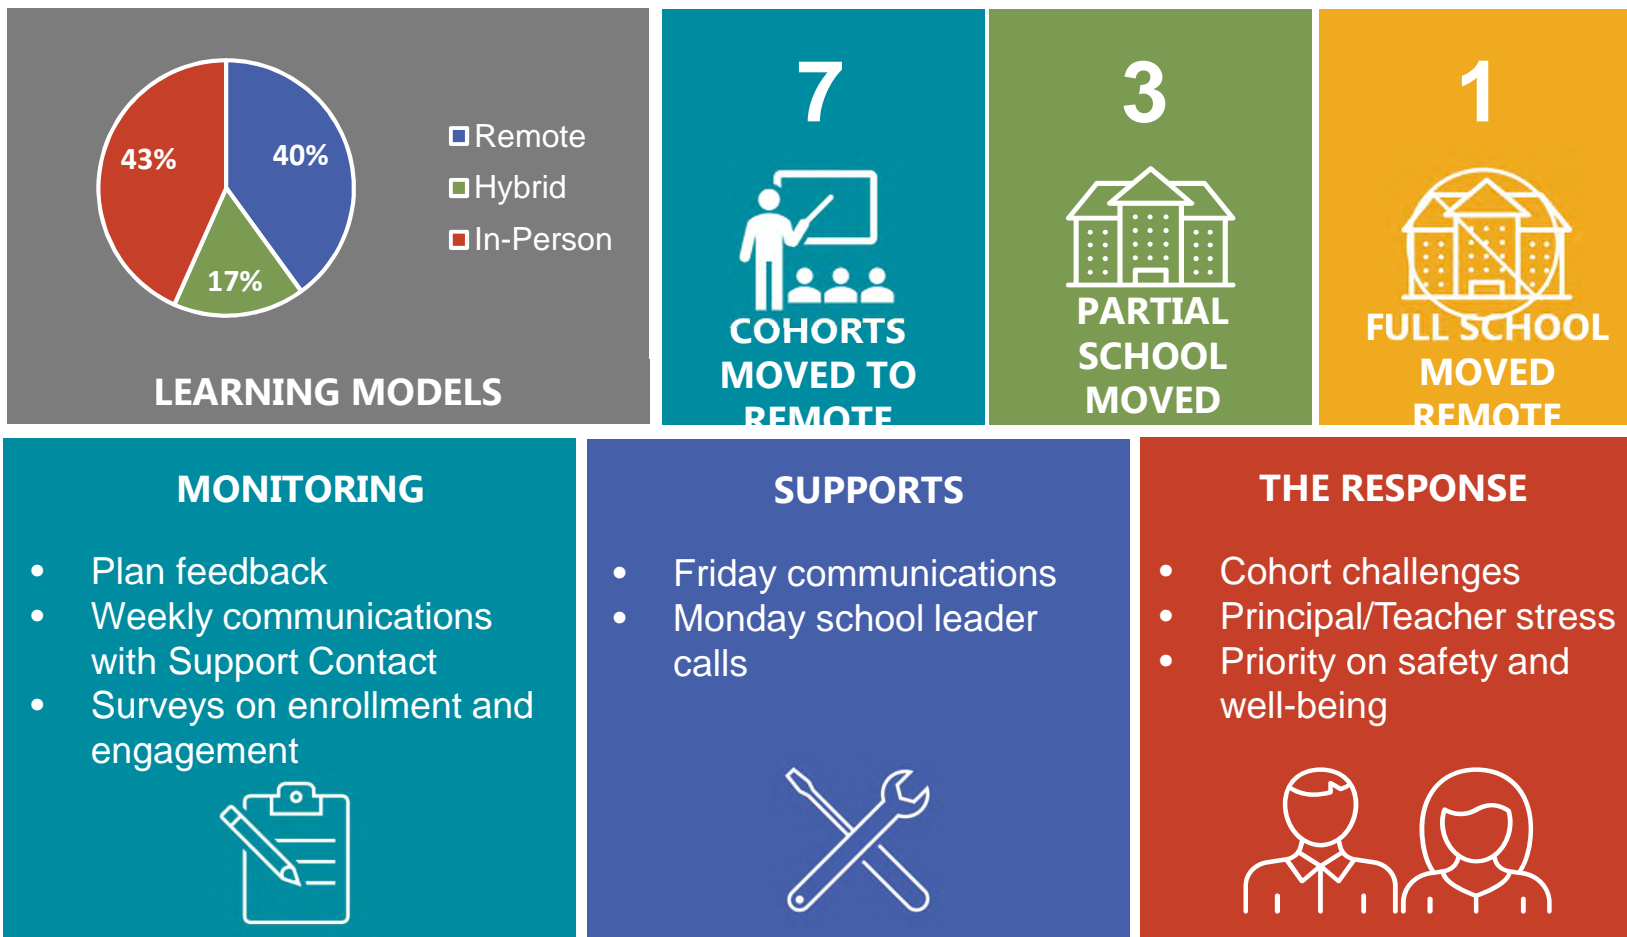 43%
40%
17%
Remote
Hybrid
In-Person
LEARNING MODELS
7
COHORTS
MOVED TO
REMOTE
3
PARTIAL
SCHOOL
MOVED
1
FULL SCHOOL
MOVED
REMOTE
MONITORING
• Plan feedback
• Weekly communications
with Support Contact
• Surveys on enrollment and
engagement
SUPPORTS
• Friday communications
• Monday school leader
calls
THE RESPONSE
• Cohort challenges
• Principal/Teacher stress
• Priority on safety and
well-being